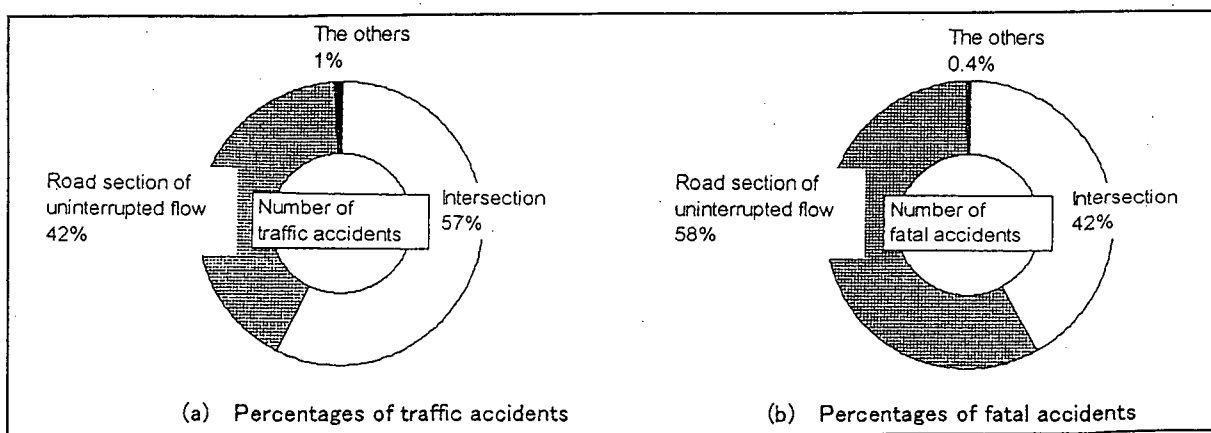 The others
1%
Road section of
uninterrupted flow
42%
Number of
traffic accidents
Intersection
57%
(a) Percentages of traffic accidents
The others
0.4%
Road section of
uninterrupted flow
58%
Number of
fatal accidents
Intersection
42%
(b) Percentages of fatal accidents